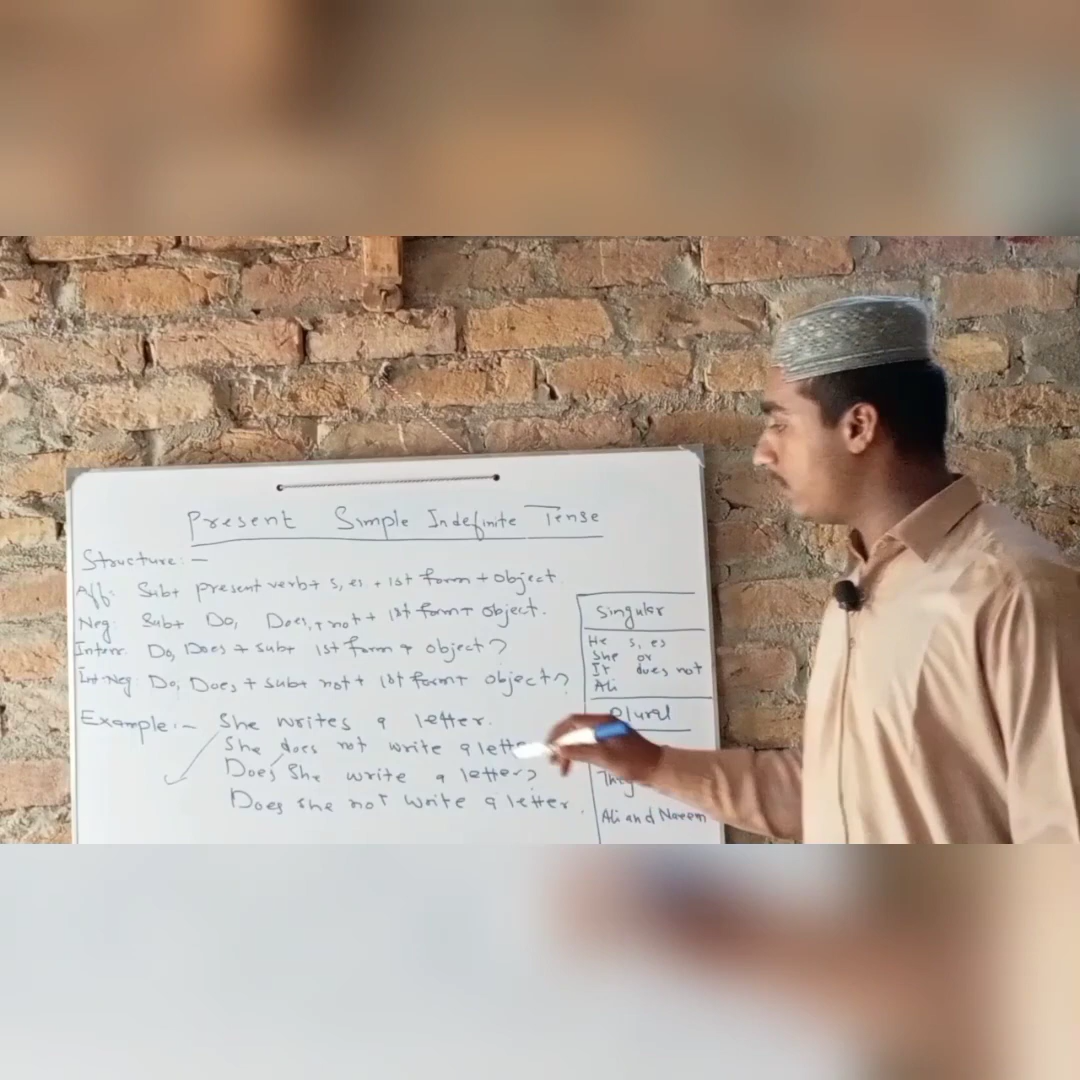 Present Simple Indefinite Tense
Structure:-
Aff: Sub+ present verb+ s, es + 1st form + object.
Neg: Sub+ Do, Does, + not + 1st form + object.
Interr: Do, Does + sub+ 1st form + object?
Int Neg: Do, Does + sub+ not + 1st form + object?
Example:- She writes a letter.
She does not write a lette
Does She write a letter?
Does she not write a letter.
Singular
He s, es
She or
It does not
Ali
Plural
They
Ali and Naeem